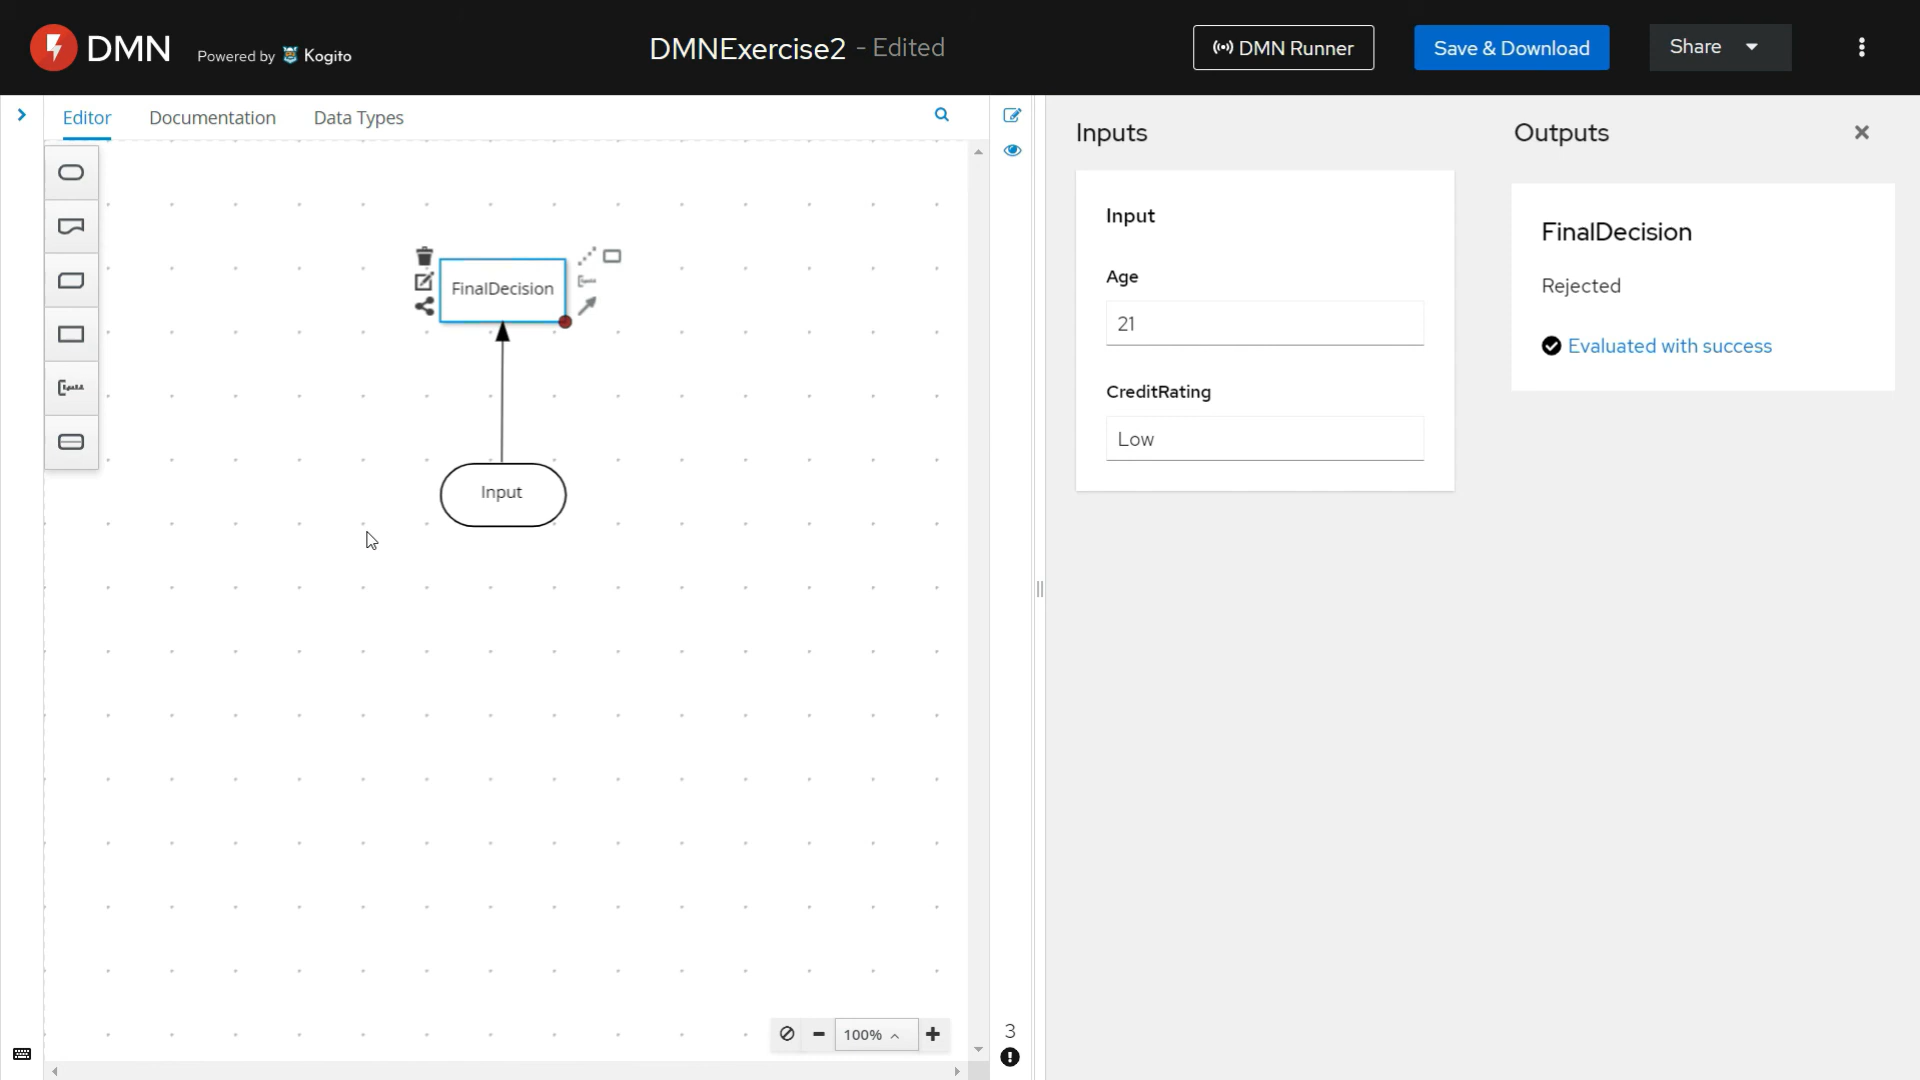 DMN Powered by Kogito
DMNExercise2 - Edited
DMN Runner
Save & Download
Share
Editor
Documentation
Data Types
FinalDecision
Input
100%
3
Inputs
Input
Age
21
CreditRating
Low
Outputs
FinalDecision
Rejected
Evaluated with success